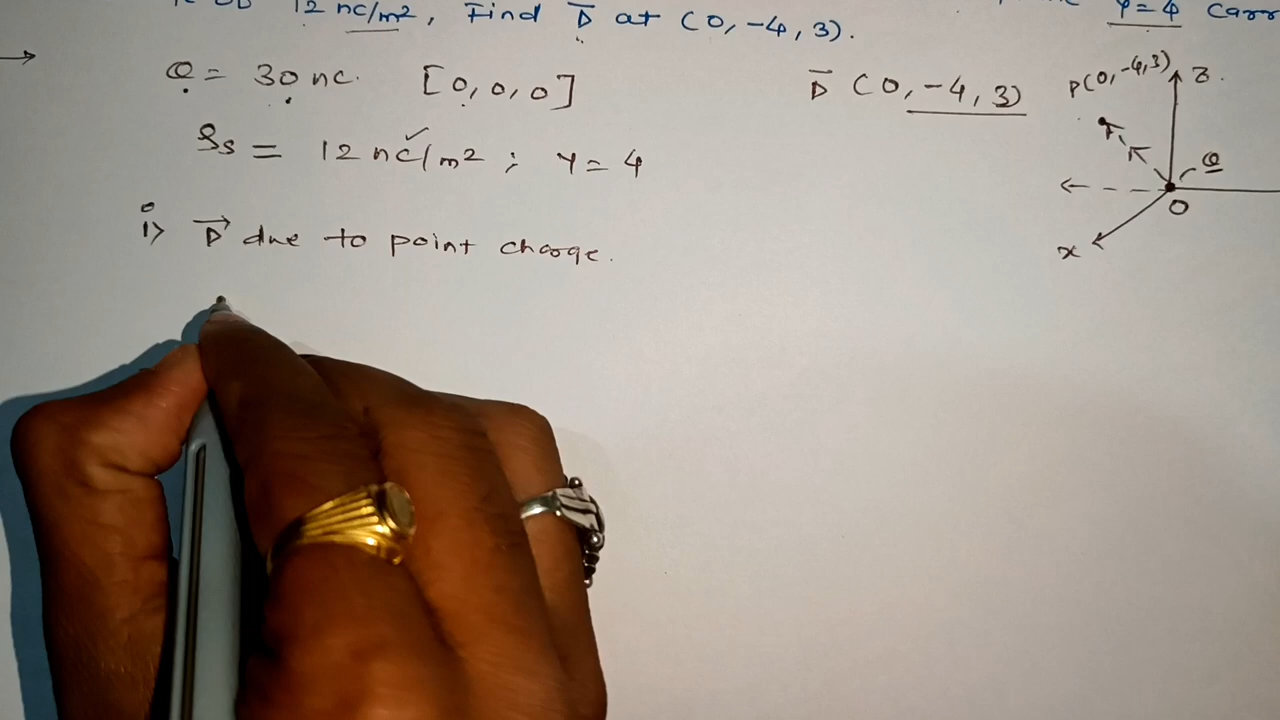 12 nc/m², Find D̅ at (0, -4, 3).
y = 4 carr
→
Q = 30 nc. [0, 0, 0]
D̅ (0, -4, 3)
P(0, -4, 3)
z.
ρs = 12 nc/m² ; y = 4
Q
O
i> D⃗ due to point charge.
x